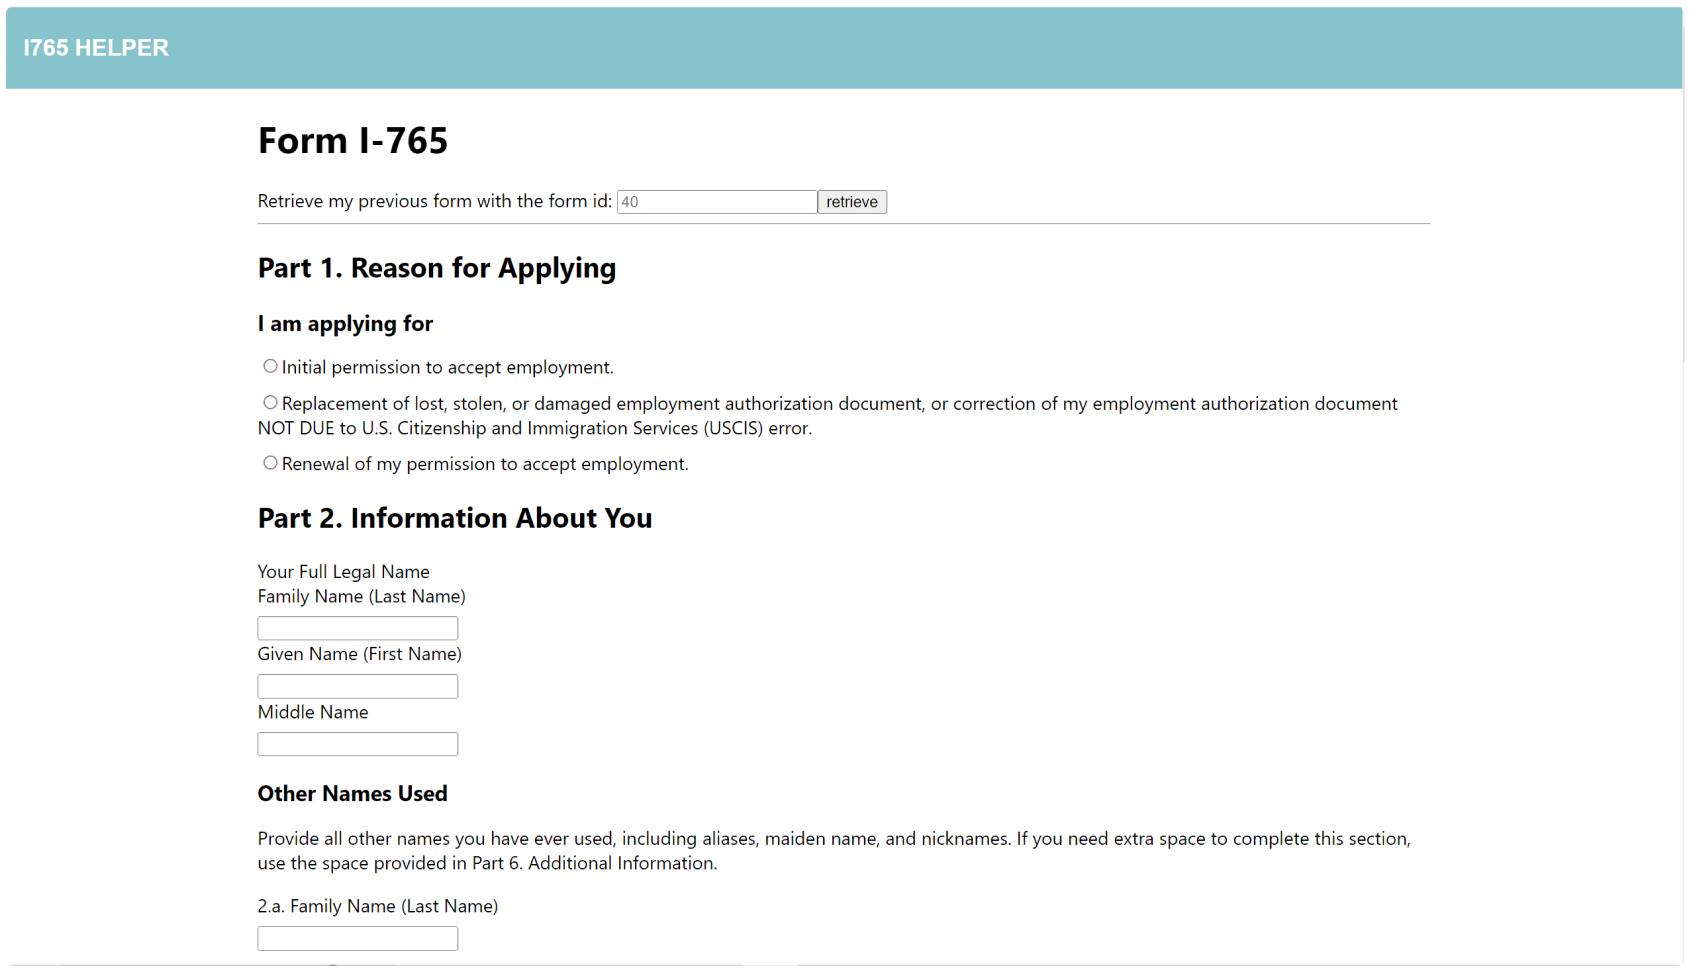 I765 HELPER
Form I-765
Retrieve my previous form with the form id: 40 retrieve
Part 1. Reason for Applying
I am applying for
Initial permission to accept employment.
Replacement of lost, stolen, or damaged employment authorization document, or correction of my employment authorization document
NOT DUE to U.S. Citizenship and Immigration Services (USCIS) error.
Renewal of my permission to accept employment.
Part 2. Information About You
Your Full Legal Name
Family Name (Last Name)
Given Name (First Name)
Middle Name
Other Names Used
Provide all other names you have ever used, including aliases, maiden name, and nicknames. If you need extra space to complete this section,
use the space provided in Part 6. Additional Information.
2.a. Family Name (Last Name)